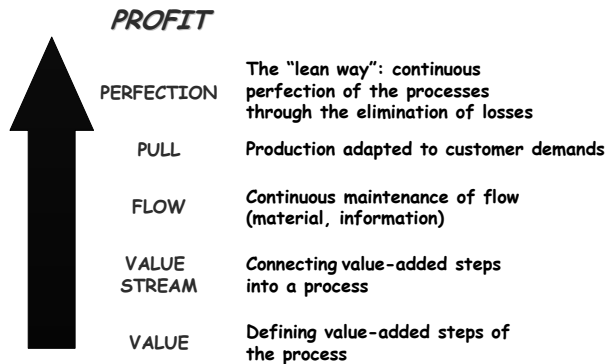 PROFIT
PERFECTION
The “lean way”: continuous
perfection of the processes
through the elimination of losses
PULL
Production adapted to customer demands
FLOW
Continuous maintenance of flow
(material, information)
VALUE
STREAM
Connecting value-added steps
into a process
VALUE
Defining value-added steps of
the process